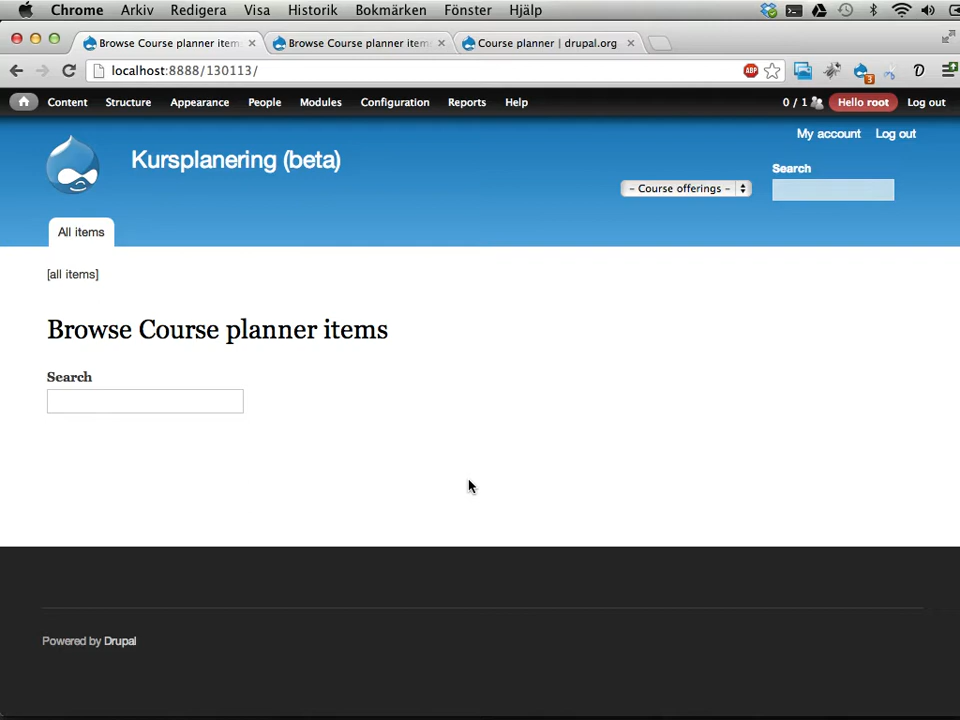 Chrome Arkiv Redigera Visa Historik Bokmärken Fönster Hjälp
Browse Course planner items Browse Course planner item Course planner | drupal.org
localhost:8888/130113/ ABP 3 D
Content Structure Appearance People Modules Configuration Reports Help 0 / 1 Hello root Log out
My account Log out
Kursplanering (beta)
Search
- Course offerings -
All items
[all items]
Browse Course planner items
Search
Powered by Drupal